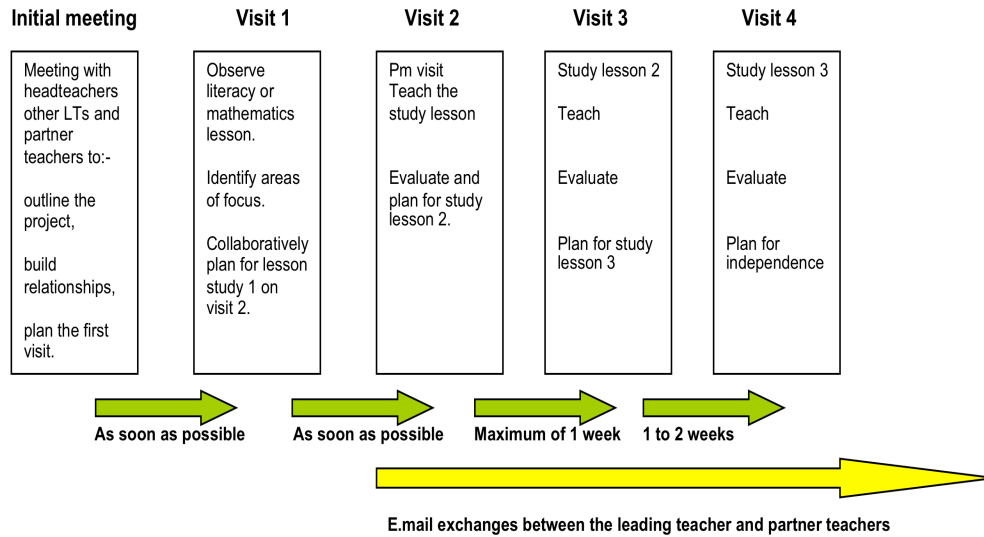 Initial meeting
Visit 1
Visit 2
Visit 3
Visit 4
Meeting with
headteachers
other LTs and
partner
teachers to:-
outline the
project,
build
relationships,
plan the first
visit.
Observe
literacy or
mathematics
lesson.
Identify areas
of focus.
Collaboratively
plan for lesson
study 1 on
visit 2.
Pm visit
Teach the
study lesson
Evaluate and
plan for study
lesson 2.
Study lesson 2
Teach
Evaluate
Plan for study
lesson 3
Study lesson 3
Teach
Evaluate
Plan for
independence
As soon as possible
As soon as possible
Maximum of 1 week
1 to 2 weeks
E.mail exchanges between the leading teacher and partner teachers